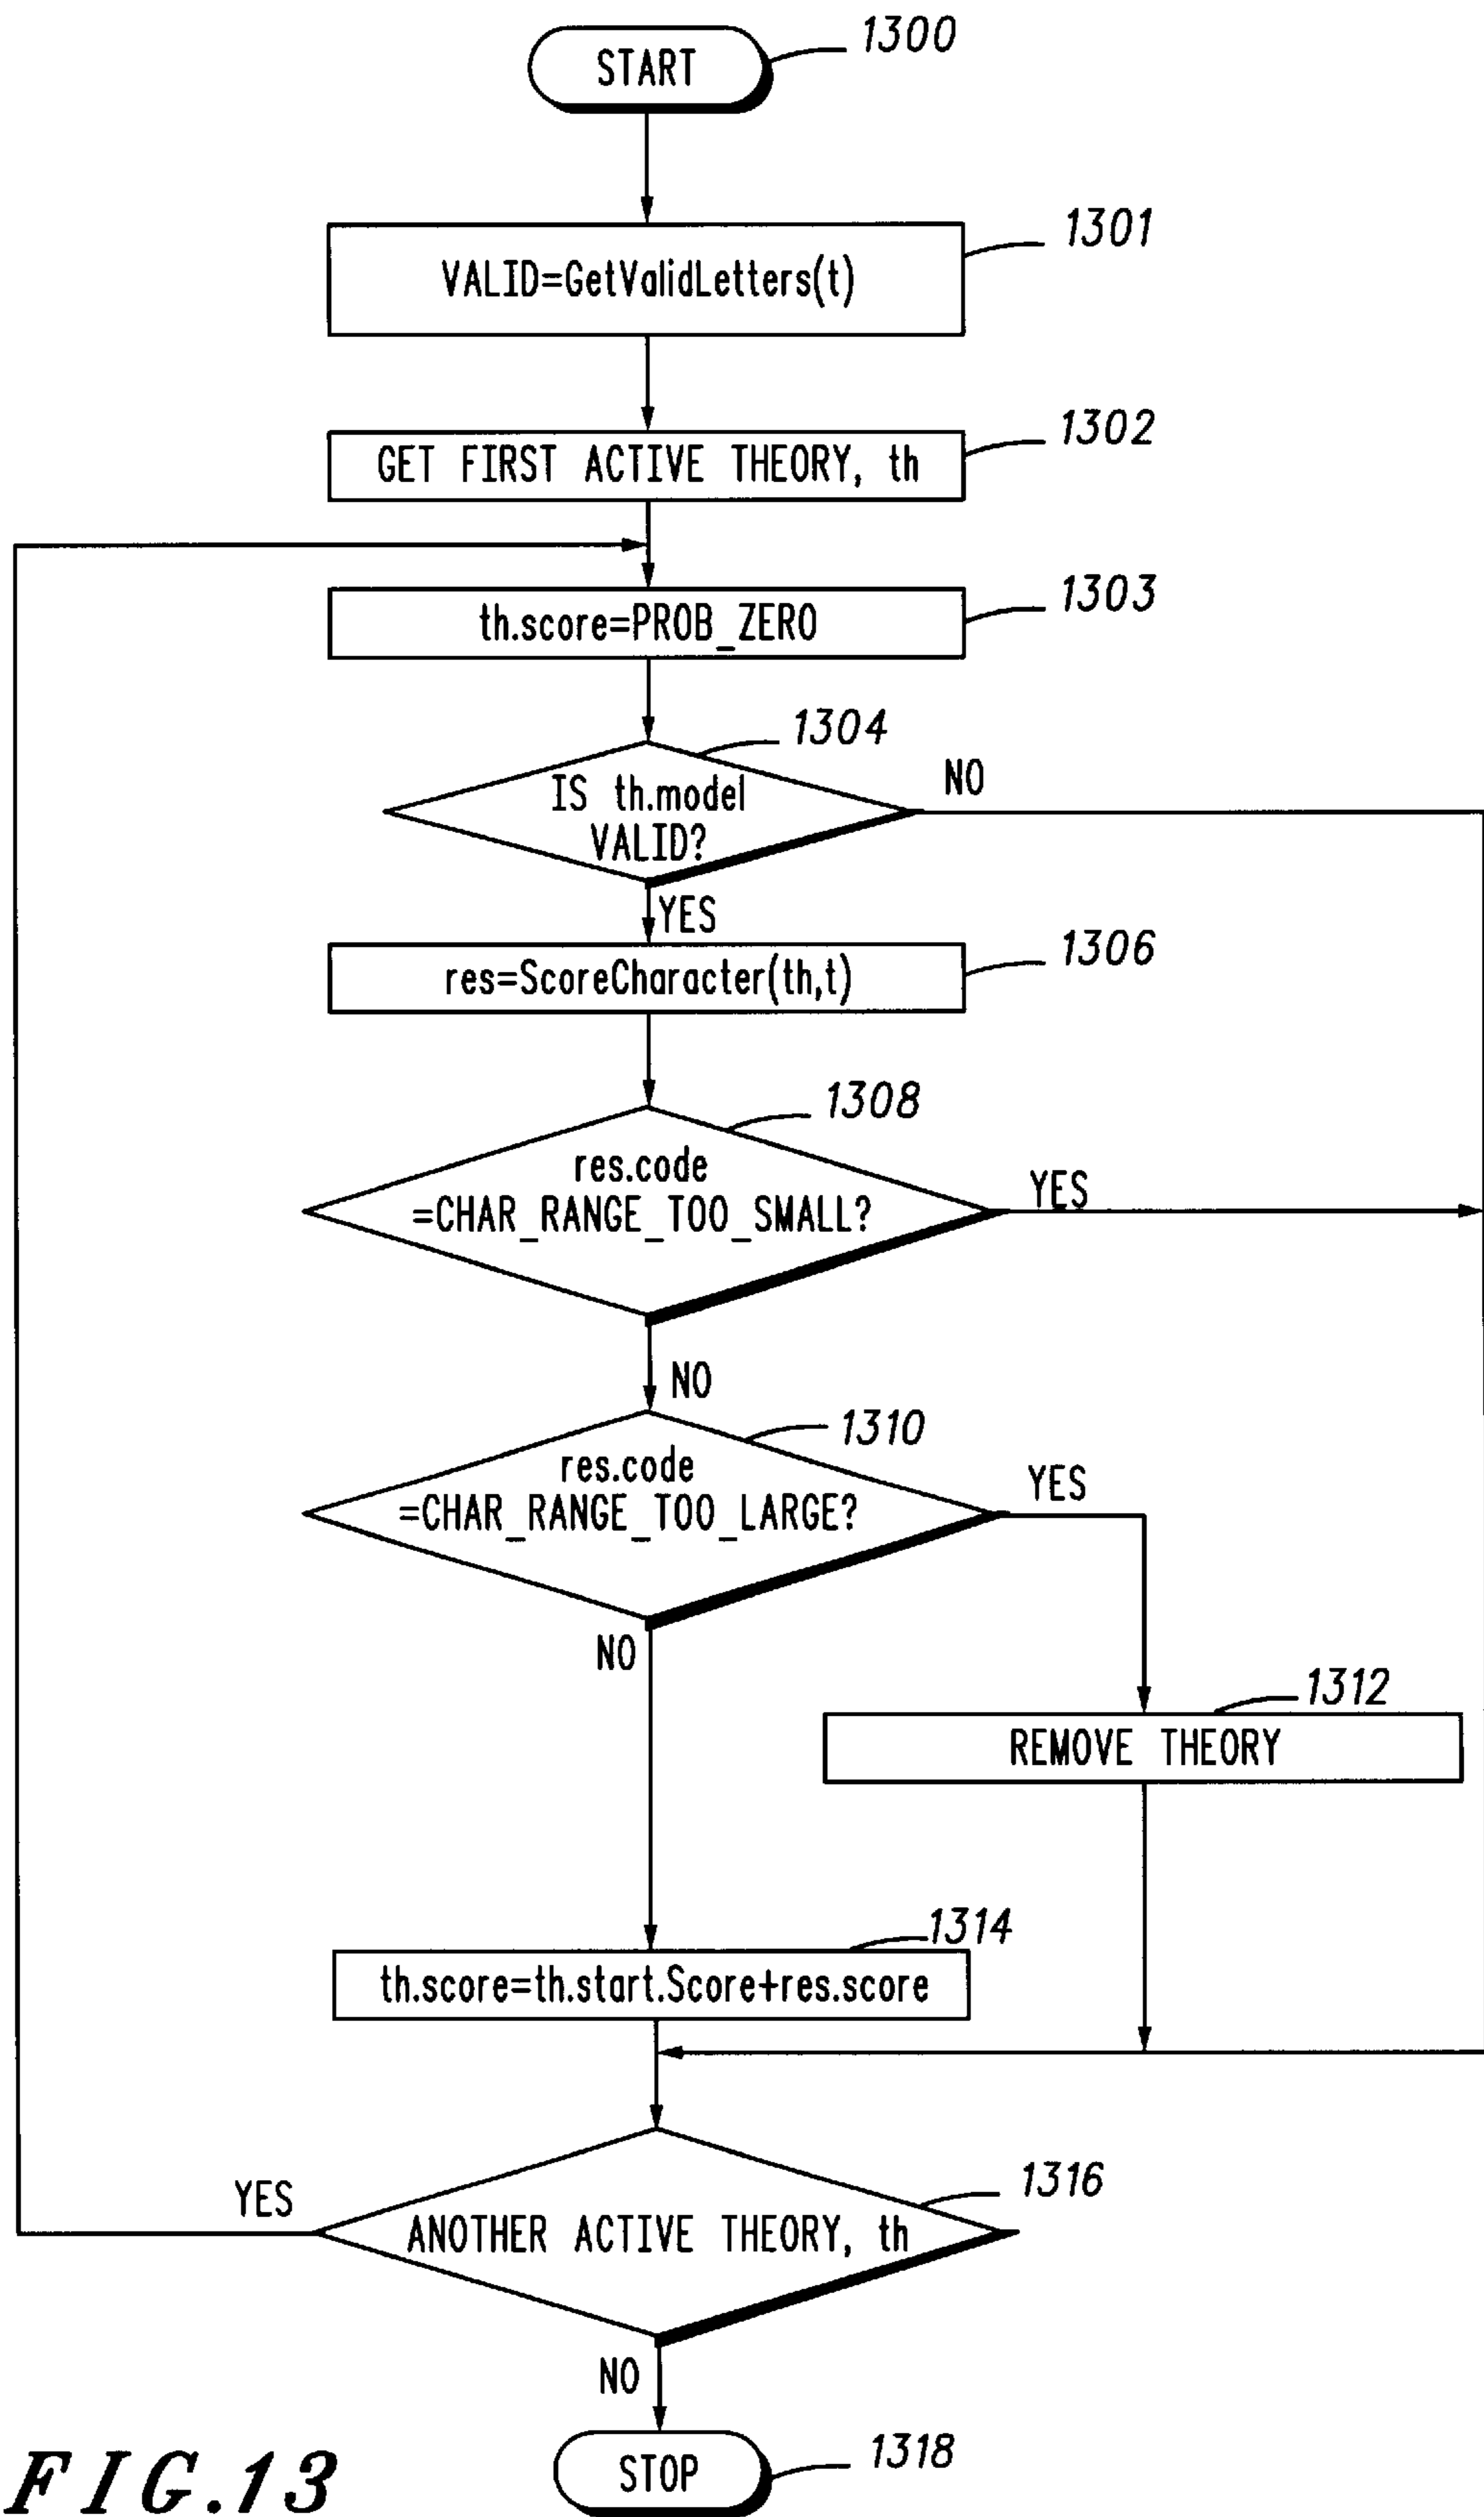 START
1300
1301
VALID=GetValidLetters(t)
1302
GET FIRST ACTIVE THEORY, th
1303
th.score=PROB_ZERO
1304
IS th.model
VALID?
NO
YES
1306
res=ScoreCharacter(th,t)
1308
res.code
=CHAR_RANGE_TOO_SMALL?
YES
NO
1310
res.code
=CHAR_RANGE_TOO_LARGE?
YES
NO
1312
REMOVE THEORY
1314
th.score=th.start.Score+res.score
1316
YES
ANOTHER ACTIVE THEORY, th
NO
STOP
1318
FIG.13